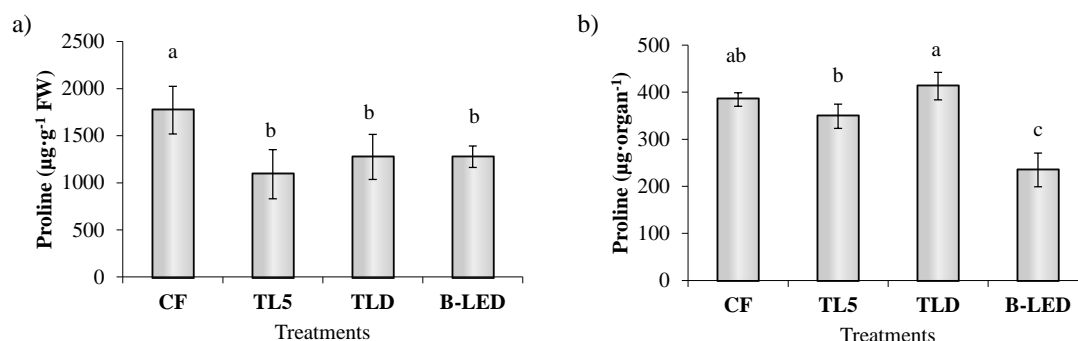 a)
Proline (µg·g⁻¹ FW)
2500
2000
1500
1000
500
0
a
b
b
b
CF TL5 TLD B-LED
Treatments
b)
Proline (µg·organ⁻¹)
500
400
300
200
100
0
ab
b
a
c
CF TL5 TLD B-LED
Treatments